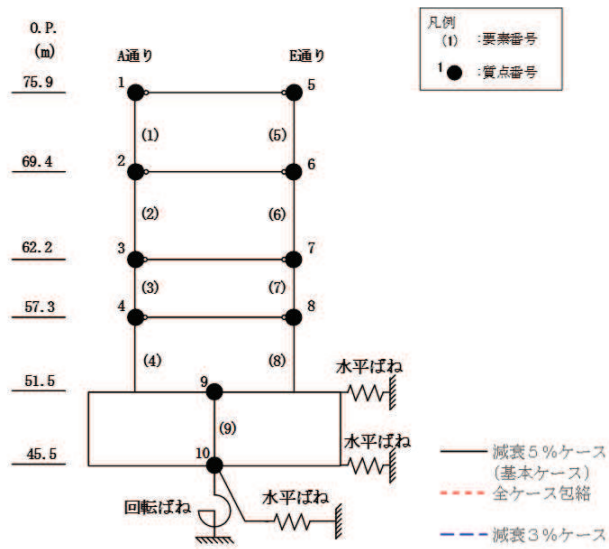 O.P.
(m)
75.9
69.4
62.2
57.3
51.5
45.5
A通り
E通り
1
5
(1)
(5)
2
6
(2)
(6)
3
7
(3)
(7)
4
8
(4)
(8)
9
水平ばね
(9)
10
水平ばね
回転ばね
水平ばね
凡例
(1) :要素番号
1 :質点番号
減衰5%ケース
(基本ケース)
全ケース包絡
減衰3%ケース